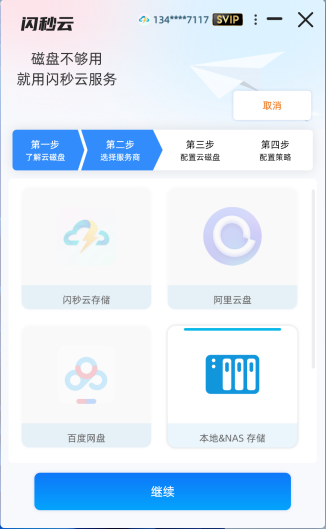 闪秒云
134****7117 SVIP
磁盘不够用
就用闪秒云服务
取消
第一步 第二步 第三步 第四步
了解云磁盘 选择服务商 配置云磁盘 配置策略
闪秒云存储 阿里云盘
百度网盘 本地&NAS 存储
继续